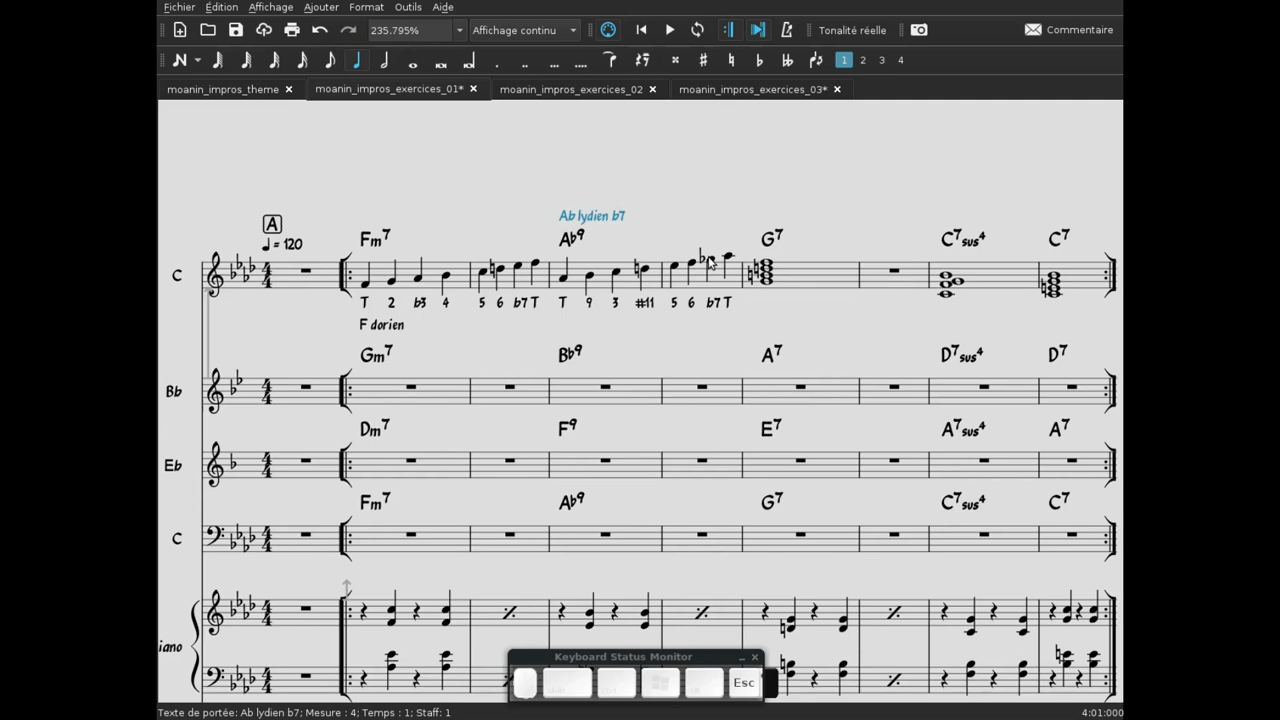 Fichier Édition Affichage Ajouter Format Outils Aide
235.795% Affichage continu Tonalité réelle Commentaire
1 2 3 4
moanin_impros_theme moanin_impros_exercices_01* moanin_impros_exercices_02 moanin_impros_exercices_03*
Ab lydien b7
A
= 120 Fm7 Ab9 G7 C7sus4 C7
C
T 2 b3 4 5 6 b7 T T 9 3 #11 5 6 b7 T
F dorien
Gm7 Bb9 A7 D7sus4 D7
Bb
Dm7 F9 E7 A7sus4 A7
Eb
Fm7 Ab9 G7 C7sus4 C7
C
iano
Keyboard Status Monitor
Esc
Texte de portée: Ab lydien b7; Mesure : 4; Temps : 1; Staff: 1 4:01:000